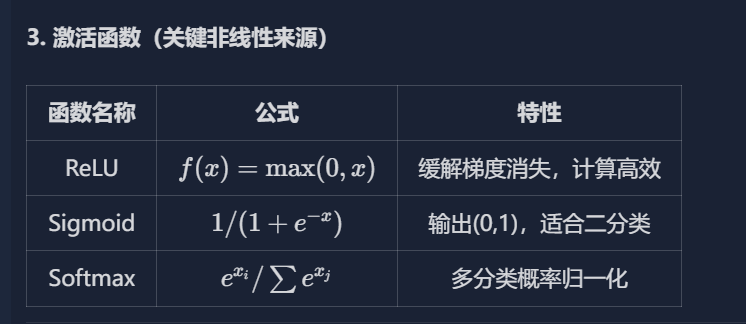 3. 激活函数（关键非线性来源）
函数名称 公式 特性
ReLU f(x) = max(0, x) 缓解梯度消失，计算高效
Sigmoid 1/(1 + e^{-x}) 输出(0,1)，适合二分类
Softmax e^{x_i}/∑e^{x_j} 多分类概率归一化